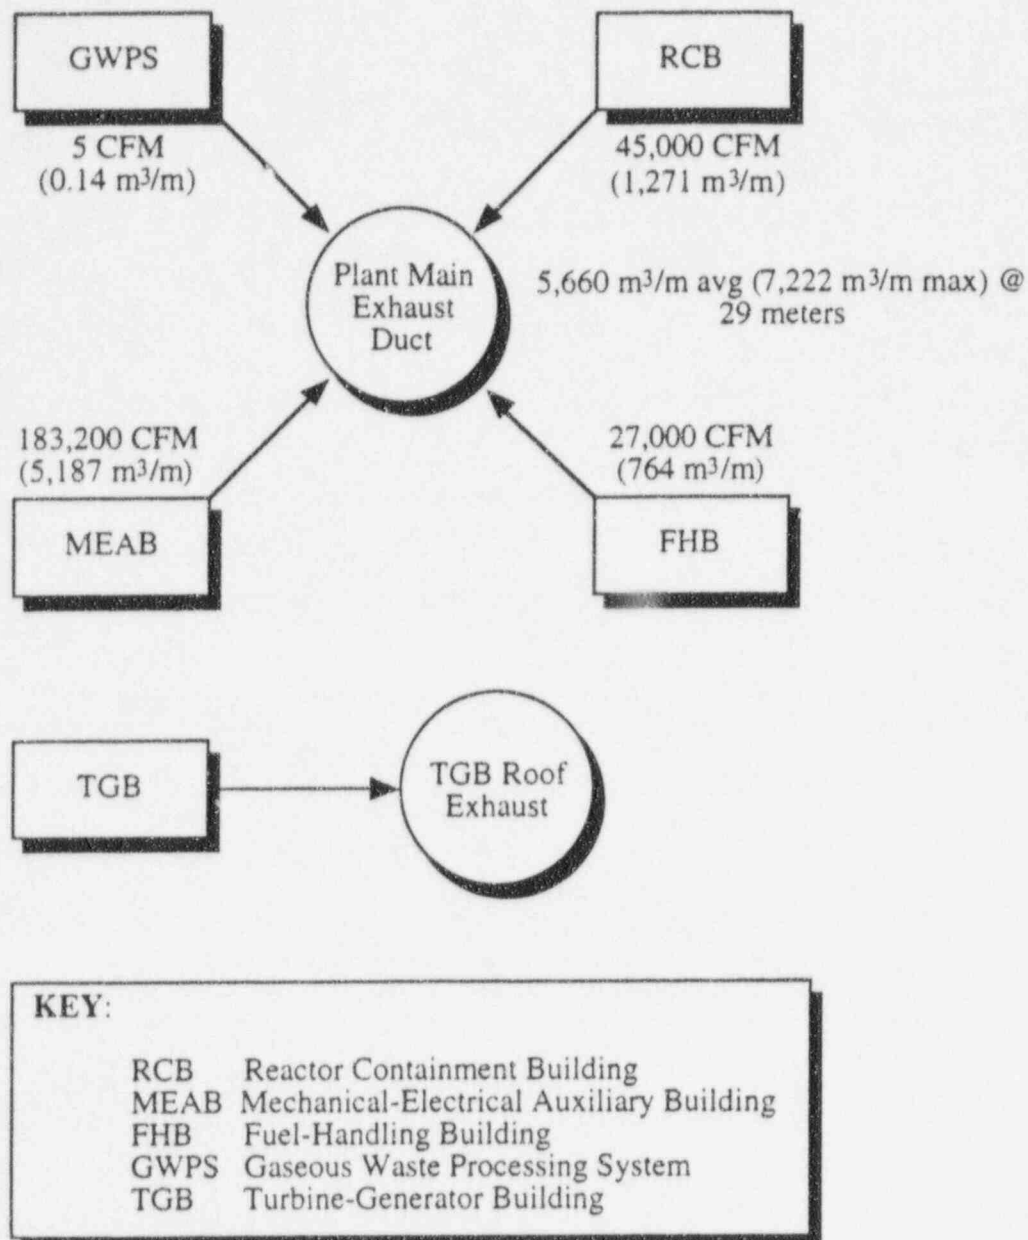 GWPS
5 CFM
(0.14 m³/m)
RCB
45,000 CFM
(1,271 m³/m)
Plant Main
Exhaust
Duct
5,660 m³/m avg (7,222 m³/m max) @
29 meters
183,200 CFM
(5,187 m³/m)
MEAB
27,000 CFM
(764 m³/m)
FHB
TGB
TGB Roof
Exhaust
KEY:
RCB Reactor Containment Building
MEAB Mechanical-Electrical Auxiliary Building
FHB Fuel-Handling Building
GWPS Gaseous Waste Processing System
TGB Turbine-Generator Building